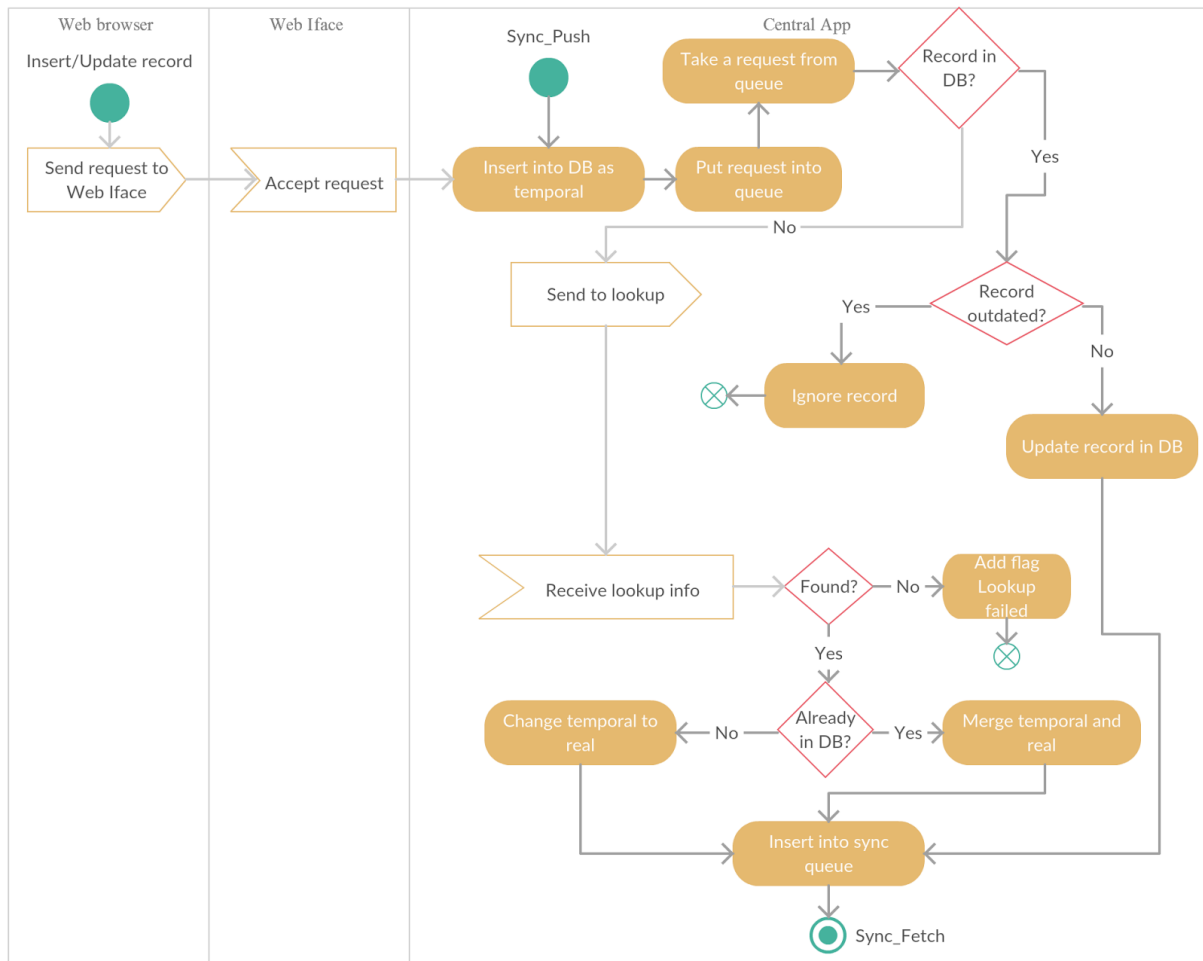 Web browser
Web Iface
Central App
Insert/Update record
Sync_Push
Take a request from
queue
Record in
DB?
Send request to
Web Iface
Accept request
Insert into DB as
temporal
Put request into
queue
Yes
No
Send to lookup
Record
outdated?
Yes
No
Ignore record
Update record in DB
Receive lookup info
Found?
No
Add flag
Lookup
failed
Yes
Change temporal to
real
No
Already
in DB?
Yes
Merge temporal and
real
Insert into sync
queue
Sync_Fetch